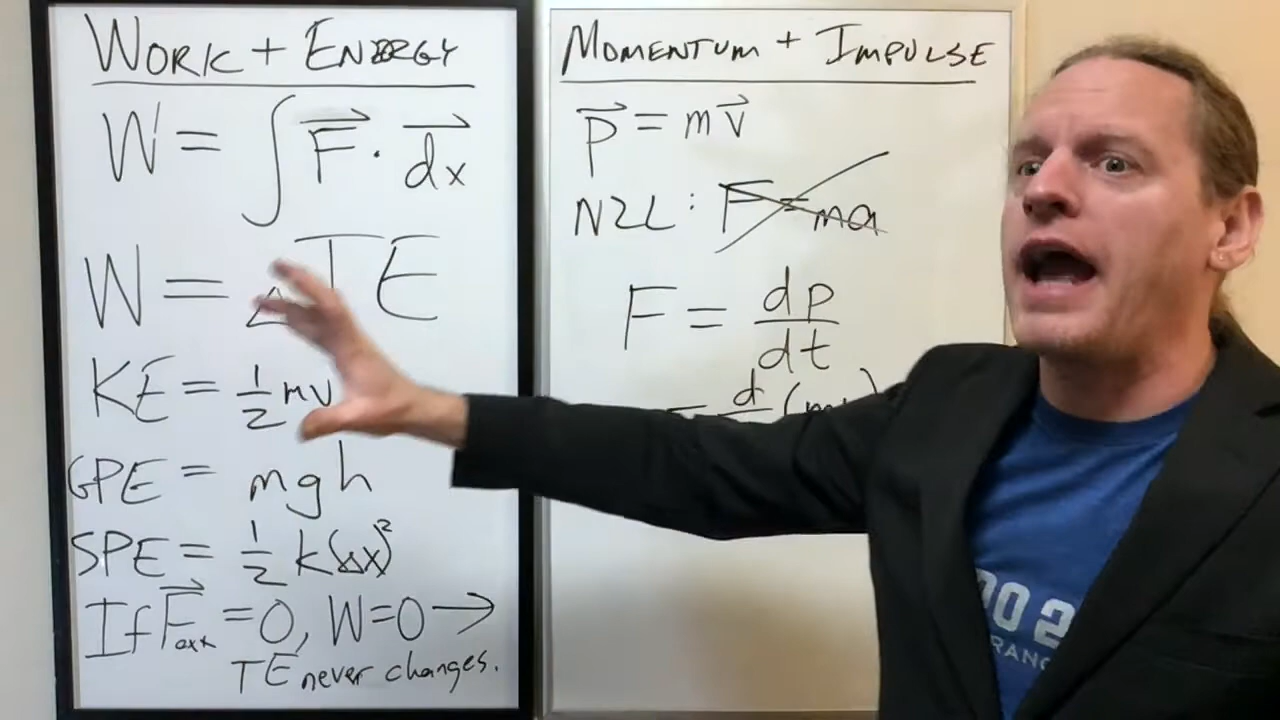 WORK + ENERGY
W = ∫ F⃗ · dx⃗
W = ΔTE
KE = ½mv
GPE = mgh
SPE = ½k(Δx)²
If F⃗ext = 0, W=0 →
TE never changes.
MOMENTUM + IMPULSE
p⃗ = mv⃗
N2L: F=ma
F = dp/dt
= d